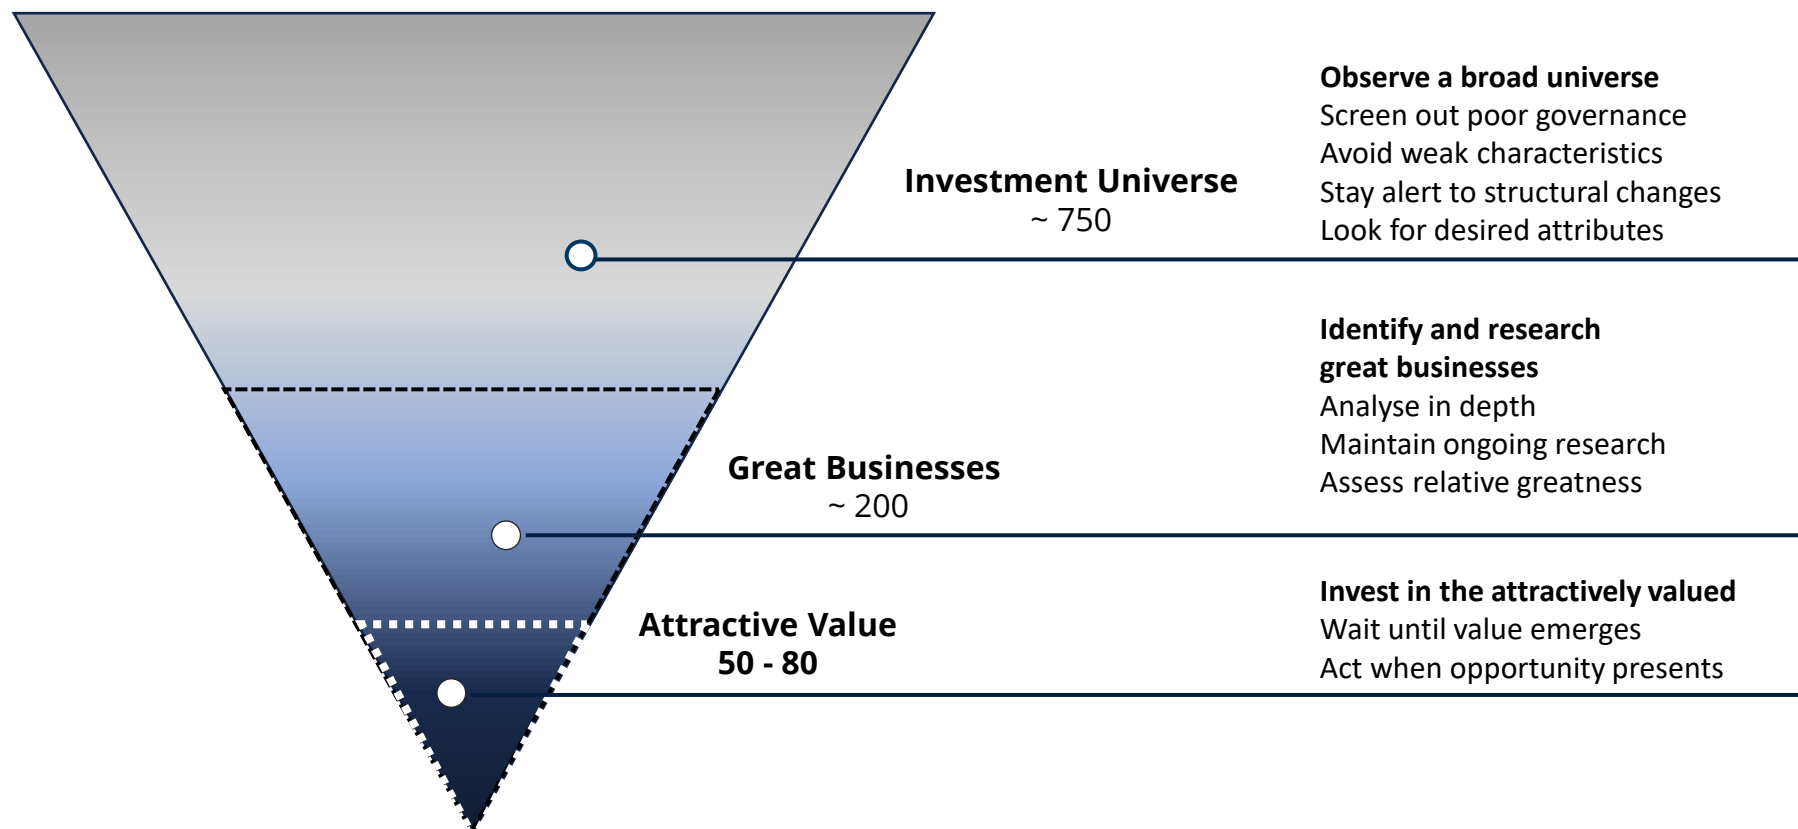 Observe a broad universe
Screen out poor governance
Avoid weak characteristics
Stay alert to structural changes
Look for desired attributes
Investment Universe
~ 750
Identify and research
great businesses
Analyse in depth
Maintain ongoing research
Assess relative greatness
Great Businesses
~ 200
Invest in the attractively valued
Wait until value emerges
Act when opportunity presents
Attractive Value
50 - 80